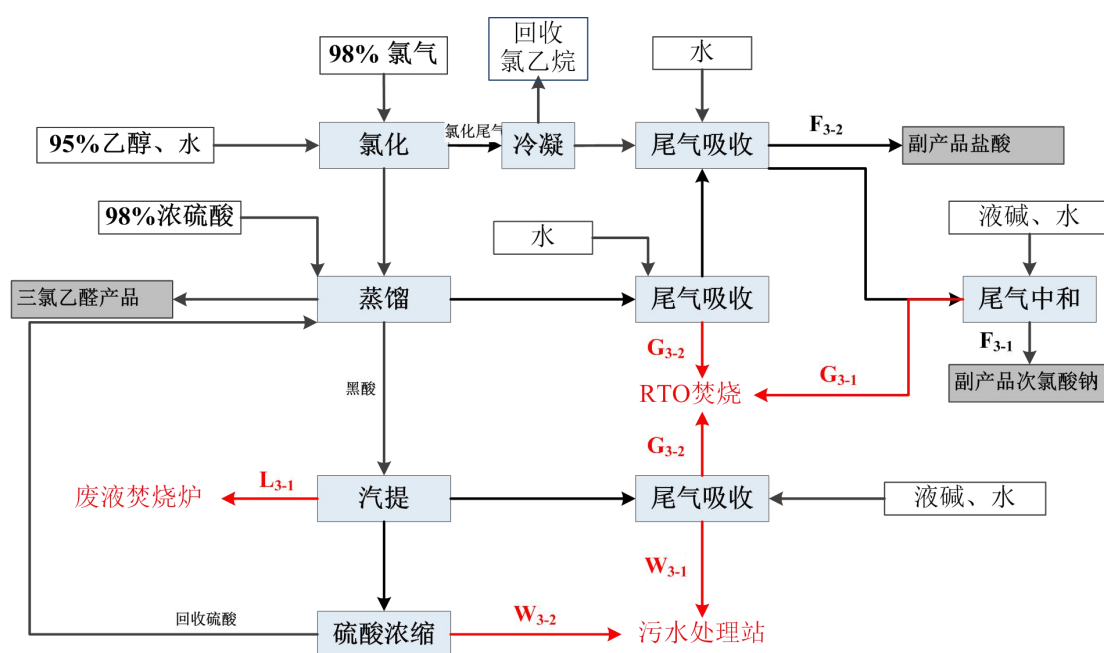 回收
氯乙烷
98% 氯气
水
95%乙醇、水
氯化
氯化尾气
冷凝
尾气吸收
F3-2
副产品盐酸
98%浓硫酸
水
液碱、水
三氯乙醛产品
蒸馏
尾气吸收
尾气中和
G3-2
F3-1
G3-1
副产品次氯酸钠
黑酸
RTO焚烧
G3-2
废液焚烧炉
L3-1
汽提
尾气吸收
液碱、水
W3-1
回收硫酸
硫酸浓缩
W3-2
污水处理站